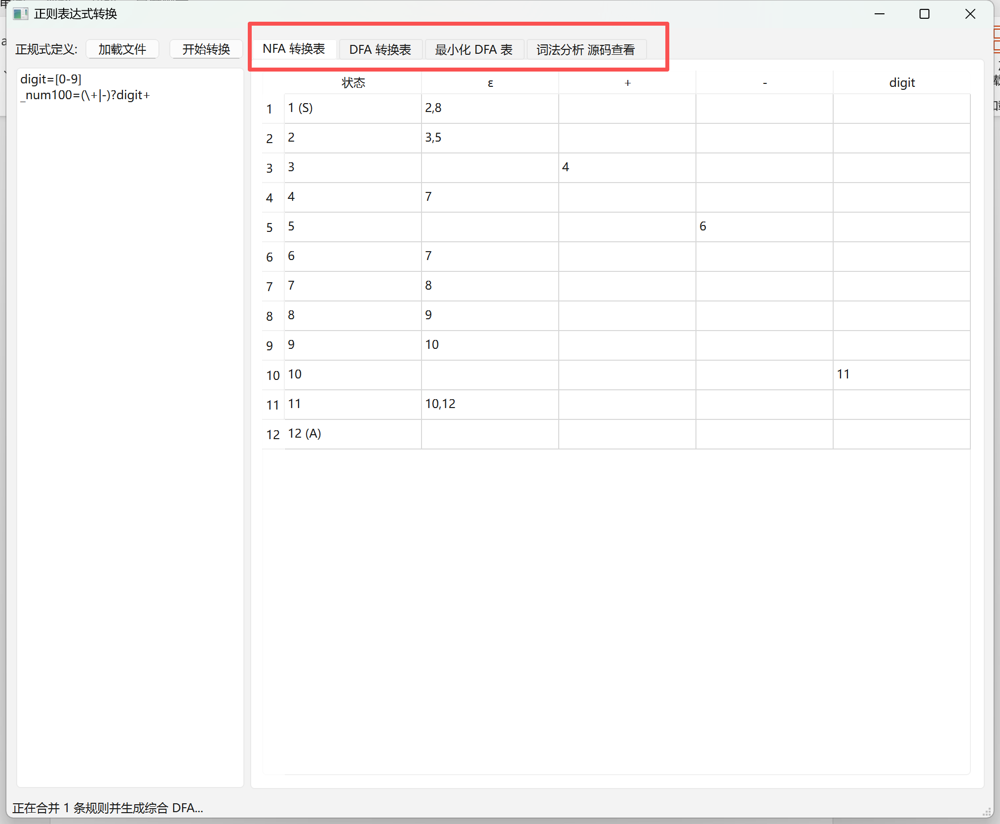 正则表达式转换
正规式定义: 加载文件 开始转换 NFA 转换表 DFA 转换表 最小化 DFA 表 词法分析 源码查看
digit=[0-9]
_num100=(\+|-)?digit+
状态 ε + - digit
1 1 (S) 2,8
2 2 3,5
3 3 4
4 4 7
5 5 6
6 6 7
7 7 8
8 8 9
9 9 10
10 10 11
11 11 10,12
12 12 (A)
正在合并 1 条规则并生成综合 DFA...